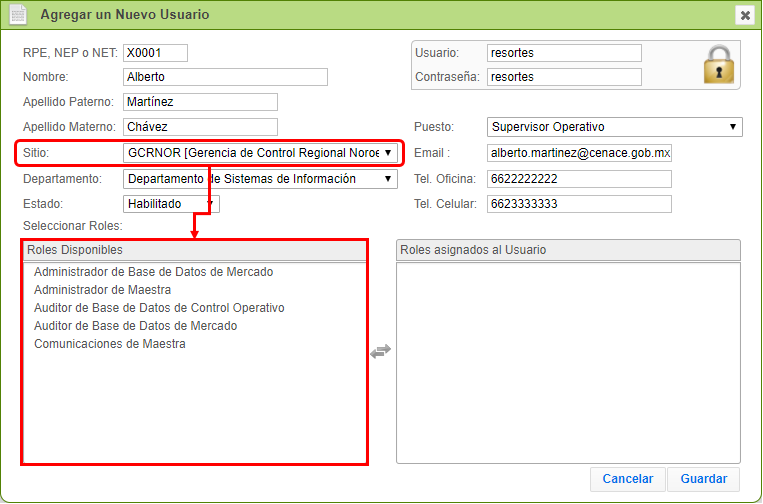 Agregar un Nuevo Usuario
RPE, NEP o NET: X0001
Usuario: resortes
Nombre: Alberto
Contraseña: resortes
Apellido Paterno: Martínez
Apellido Materno: Chávez
Puesto: Supervisor Operativo
Sitio: GCRNOR [Gerencia de Control Regional Noroe
Email : alberto.martinez@cenace.gob.mx
Departamento: Departamento de Sistemas de Información
Tel. Oficina: 6622222222
Estado: Habilitado
Tel. Celular: 6623333333
Seleccionar Roles:
Roles Disponibles
Roles asignados al Usuario
Administrador de Base de Datos de Mercado
Administrador de Maestra
Auditor de Base de Datos de Control Operativo
Auditor de Base de Datos de Mercado
Comunicaciones de Maestra
Cancelar
Guardar